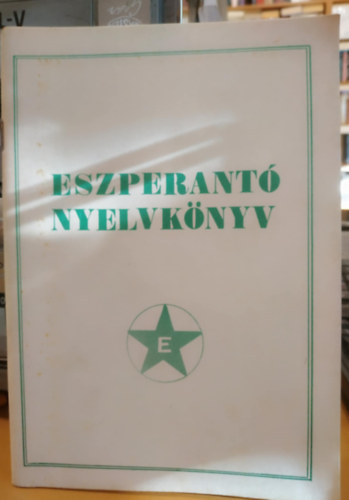 -V
ESZPERANTÓ
NYELVKÖNYV
E